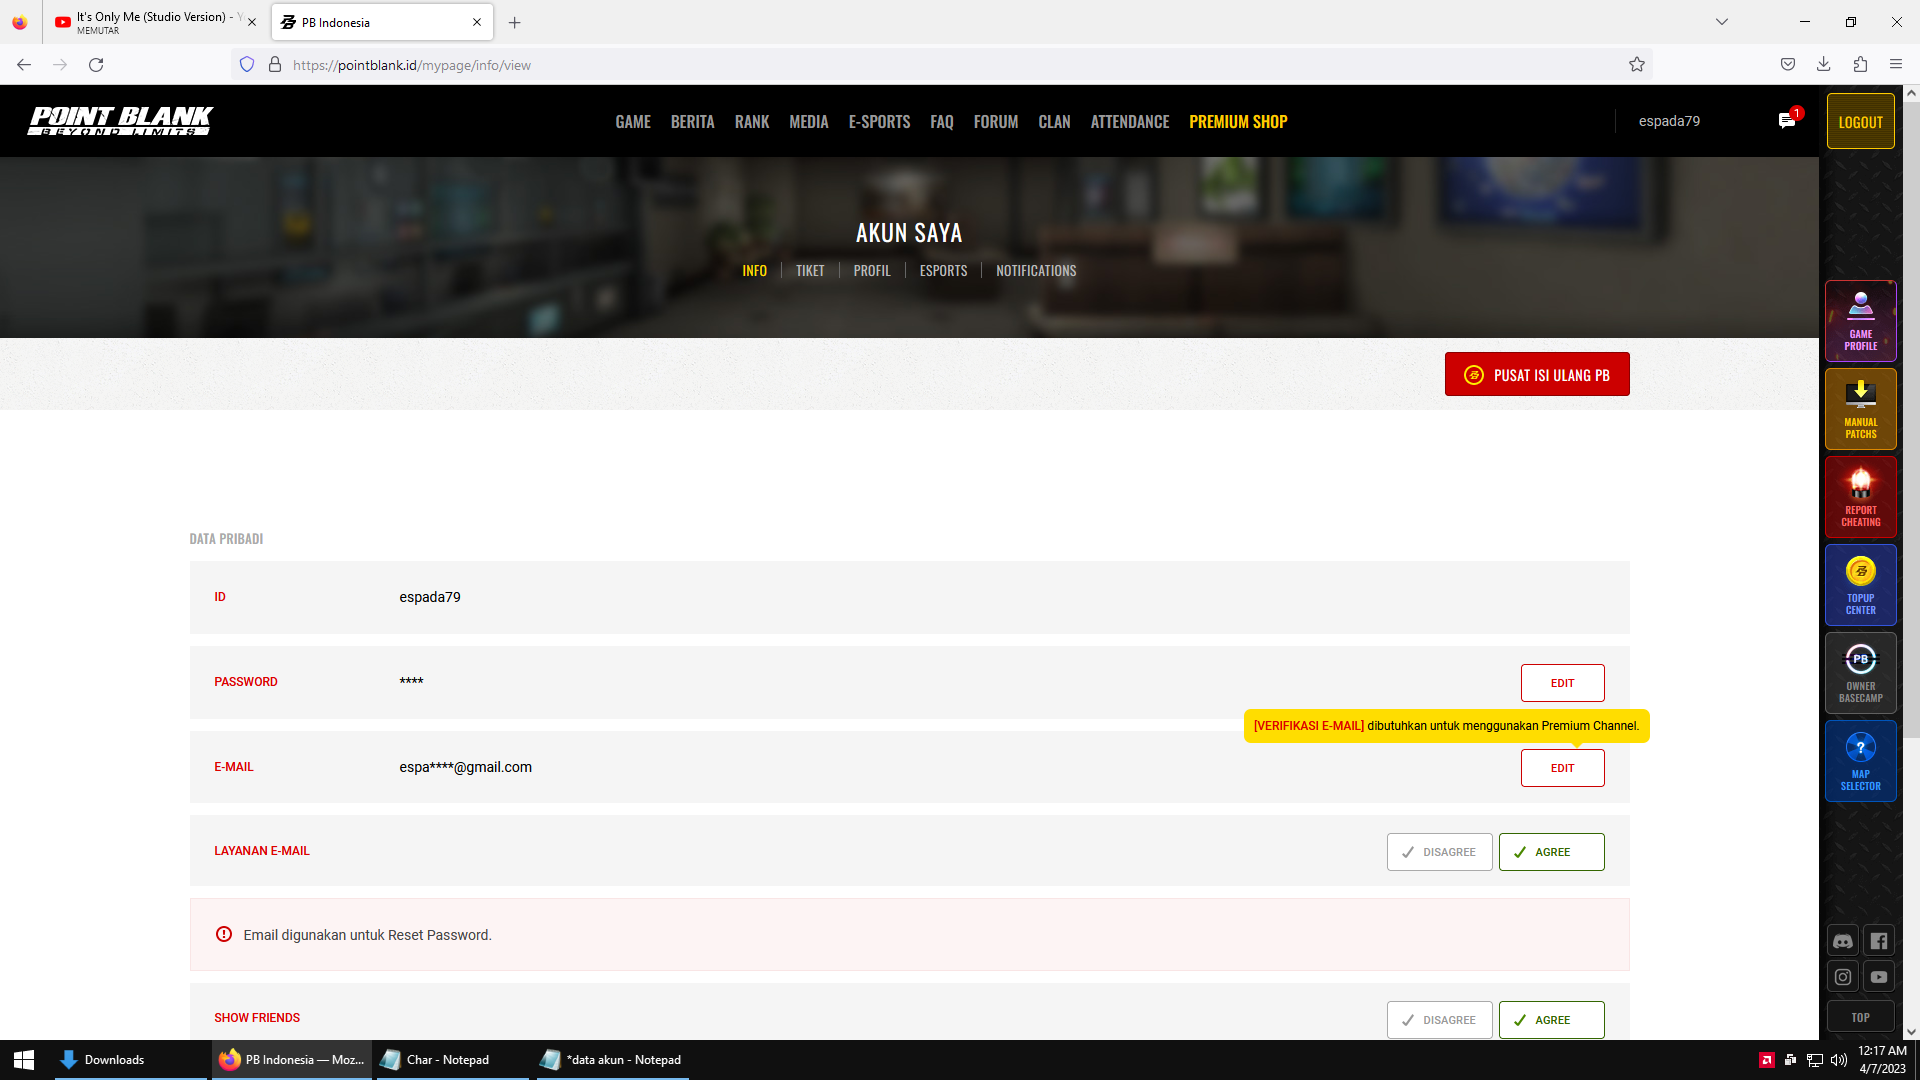 It's Only Me (Studio Version) - Y
MEMUTAR
PB Indonesia
https://pointblank.id/mypage/info/view
POINT BLANK
BEYOND LIMITS
GAME BERITA RANK MEDIA E-SPORTS FAQ FORUM CLAN ATTENDANCE PREMIUM SHOP
espada79
1
LOGOUT
AKUN SAYA
INFO TIKET PROFIL ESPORTS NOTIFICATIONS
PUSAT ISI ULANG PB
GAME
PROFILE
MANUAL
PATCHS
REPORT
CHEATING
TOPUP
CENTER
PB
OWNER
BASECAMP
?
MAP
SELECTOR
TOP
DATA PRIBADI
ID espada79
PASSWORD **** EDIT
[VERIFIKASI E-MAIL] dibutuhkan untuk menggunakan Premium Channel.
E-MAIL espa****@gmail.com EDIT
LAYANAN E-MAIL DISAGREE AGREE
Email digunakan untuk Reset Password.
SHOW FRIENDS DISAGREE AGREE
Downloads
PB Indonesia — Moz...
Char - Notepad
*data akun - Notepad
12:17 AM
4/7/2023